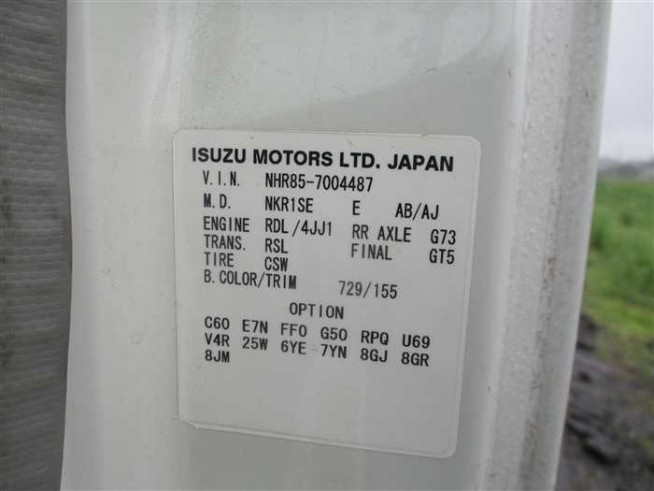 ISUZU MOTORS LTD. JAPAN
V.I.N. NHR85-7004487
M.D. NKR1SE E AB/AJ
ENGINE RDL/4JJ1 RR AXLE G73
TRANS. RSL FINAL GT5
TIRE CSW
B.COLOR/TRIM 729/155
OPTION
C60 E7N FF0 G50 RPQ U69
V4R 25W 6YE 7YN 8GJ 8GR
8JM